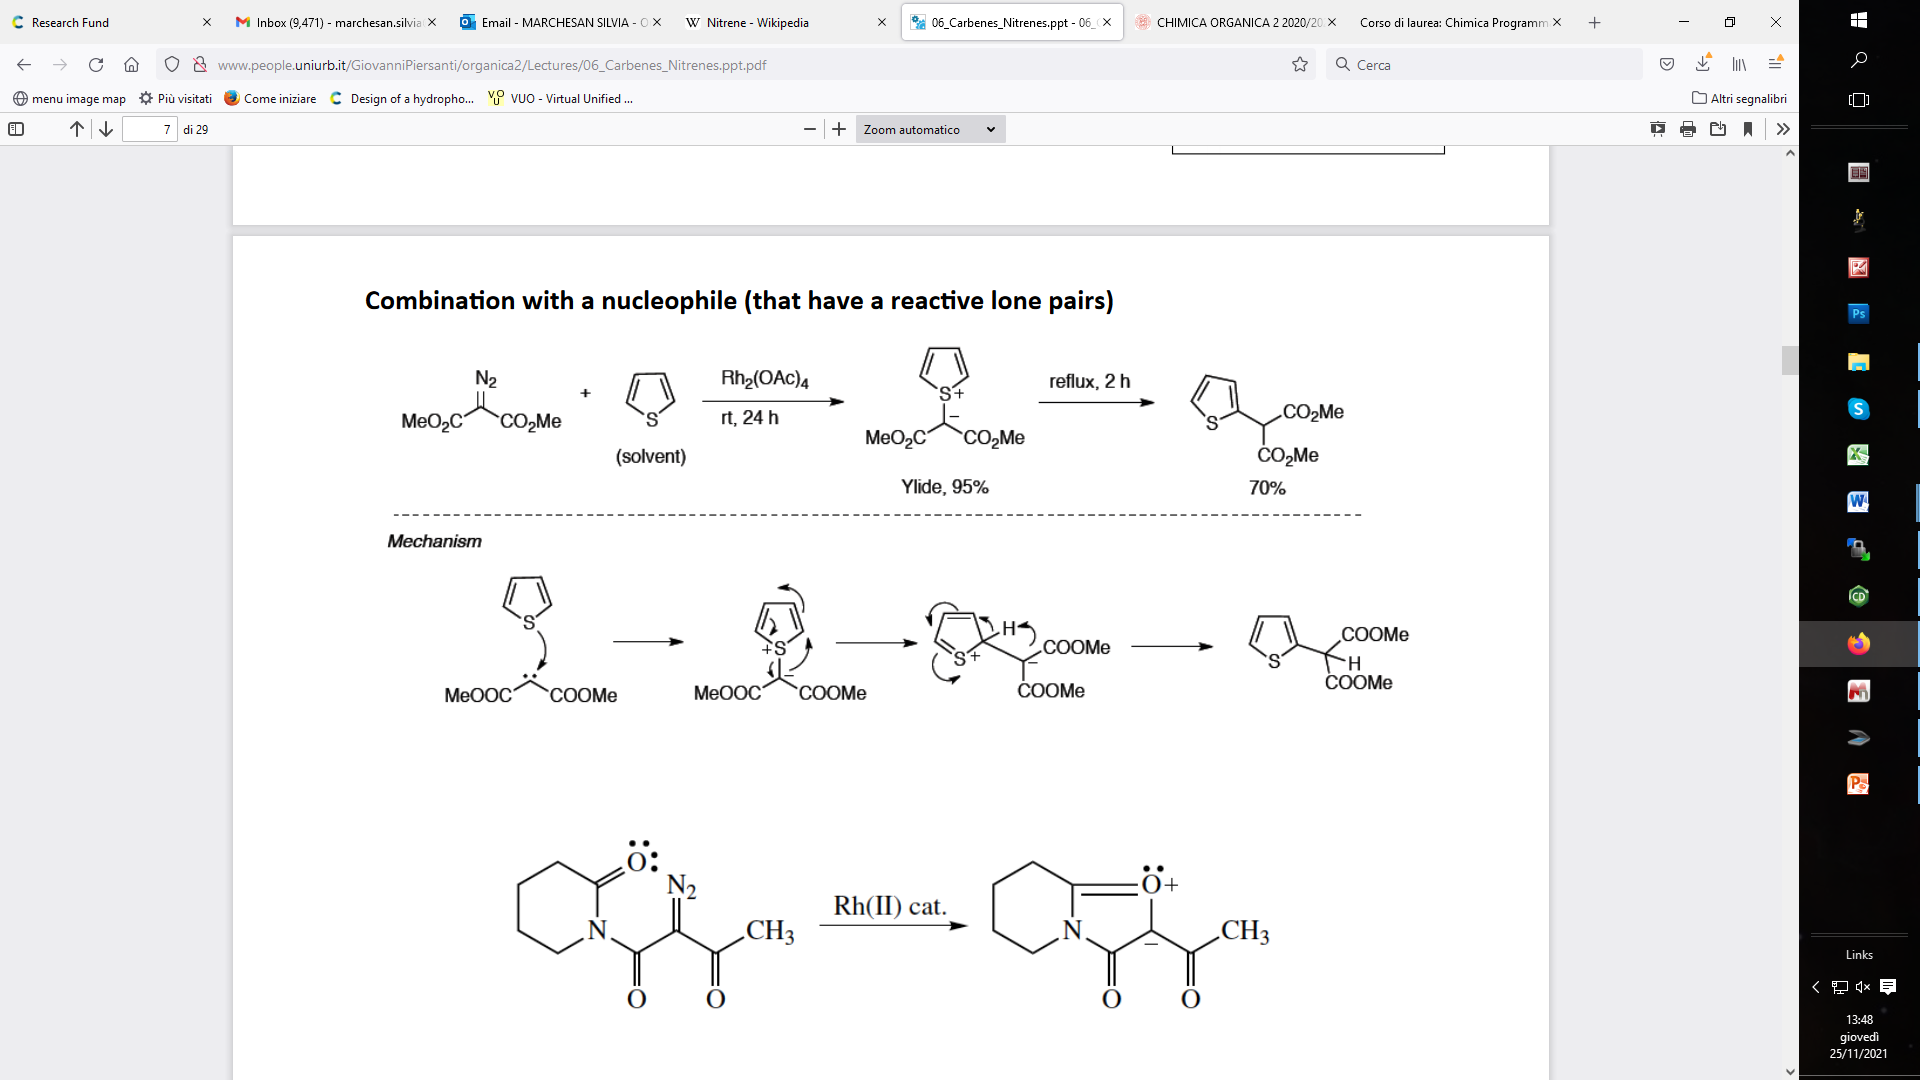 Research Fund
Inbox (9,471) - marchesan.silvia
Email - MARCHESAN SILVIA - O
W Nitrene - Wikipedia
06_Carbenes_Nitrenes.ppt - 06_
CHIMICA ORGANICA 2 2020/20
Corso di laurea: Chimica Programm
www.people.uniurb.it/GiovanniPiersanti/organica2/Lectures/06_Carbenes_Nitrenes.ppt.pdf
Cerca
menu image map
Più visitati
Come iniziare
Design of a hydropho...
VUO - Virtual Unified ...
Altri segnalibri
7 di 29
Zoom automatico
Combination with a nucleophile (that have a reactive lone pairs)
N2
MeO2C CO2Me
+
S
(solvent)
Rh2(OAc)4
rt, 24 h
S+
–
MeO2C CO2Me
Ylide, 95%
reflux, 2 h
S
CO2Me
CO2Me
70%
Mechanism
S
MeOOC COOMe
+S
–
MeOOC COOMe
H
S+
COOMe
–
COOMe
S
COOMe
H
COOMe
O
N2
N
CH3
O O
Rh(II) cat.
O+
N
–
CH3
O O
Ps
S
X
W
CD
M
P
Links
13:48
giovedì
25/11/2021